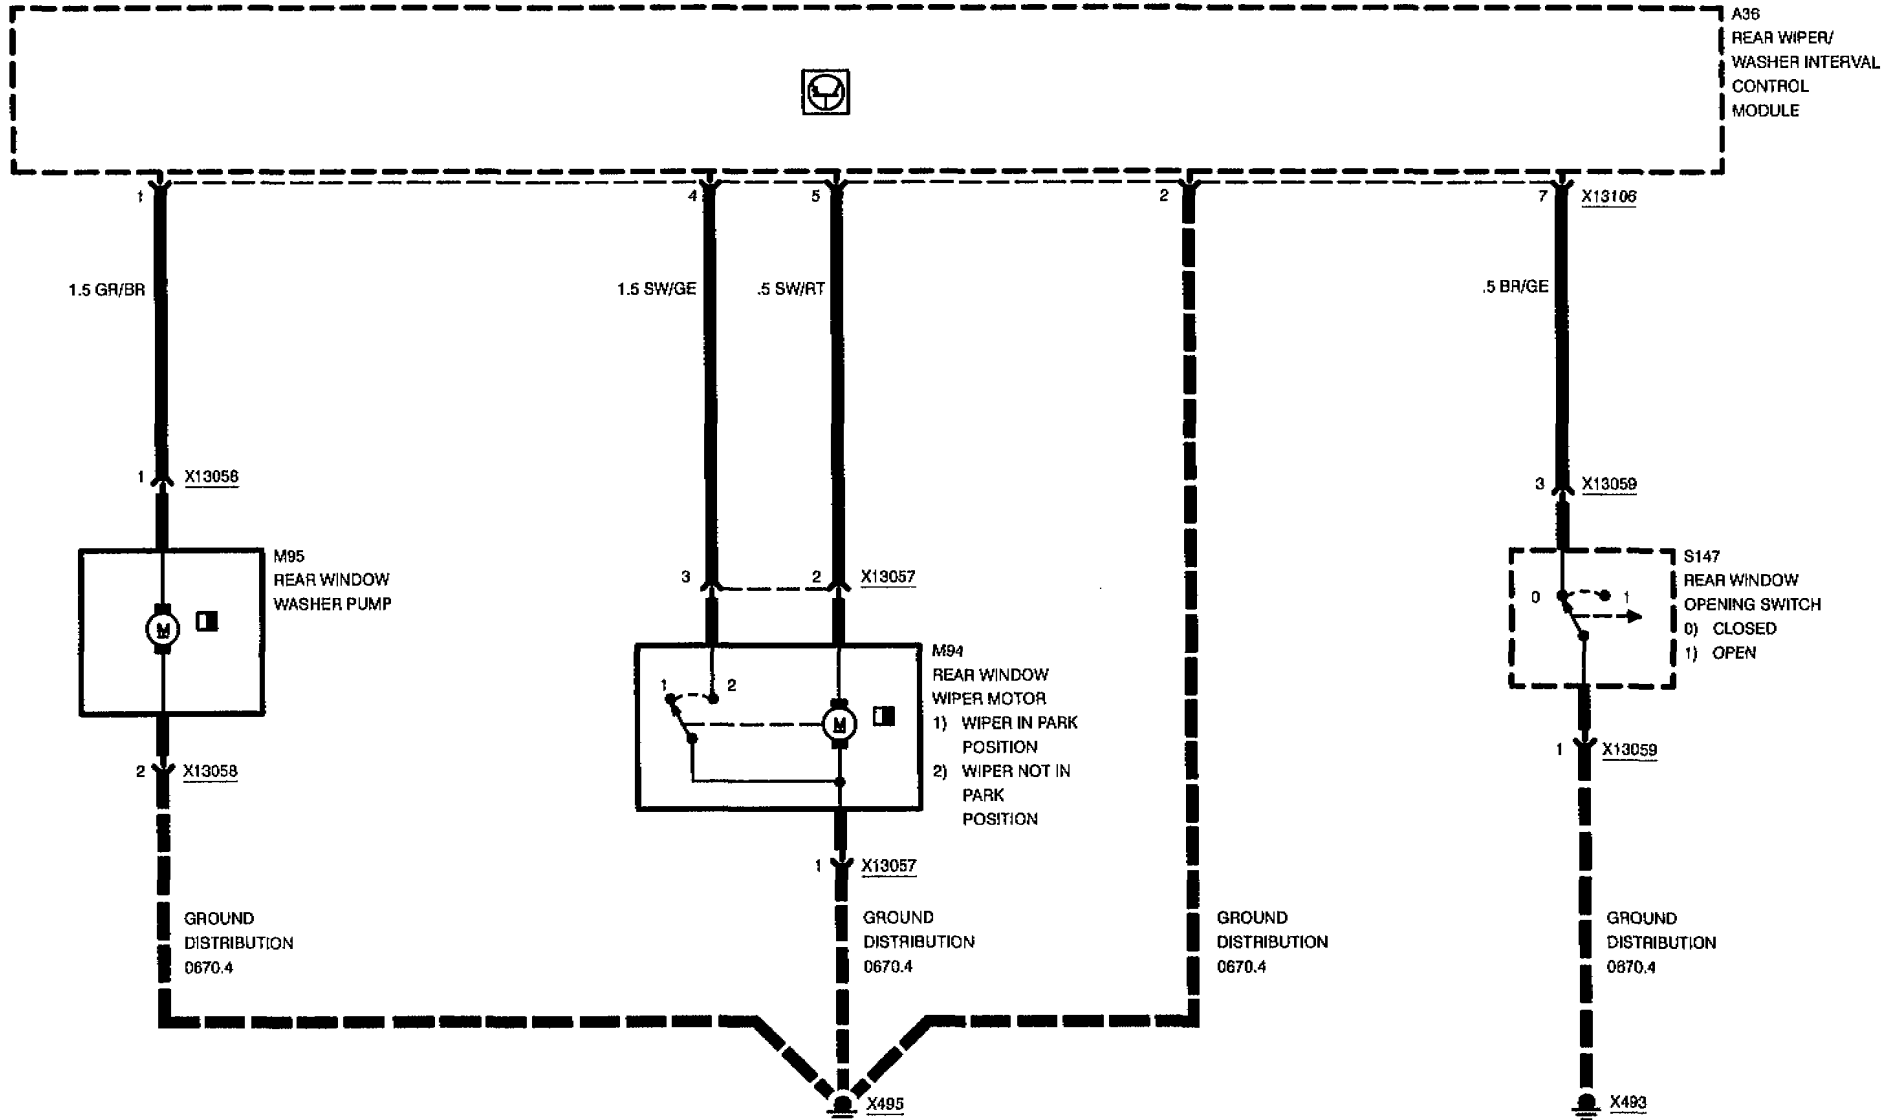 A36
REAR WIPER/
WASHER INTERVAL
CONTROL
MODULE
1
4
5
2
7
X13106
1.5 GR/BR
1.5 SW/GE
.5 SW/RT
.5 BR/GE
1
X13058
3
X13059
3
2
X13057
M95
REAR WINDOW
WASHER PUMP
M
S147
REAR WINDOW
OPENING SWITCH
0) CLOSED
1) OPEN
0
1
M94
REAR WINDOW
WIPER MOTOR
1) WIPER IN PARK
POSITION
2) WIPER NOT IN
PARK
POSITION
1
2
M
2
X13058
1
X13059
1
X13057
GROUND
DISTRIBUTION
0670.4
GROUND
DISTRIBUTION
0670.4
GROUND
DISTRIBUTION
0670.4
GROUND
DISTRIBUTION
0670.4
X495
X493